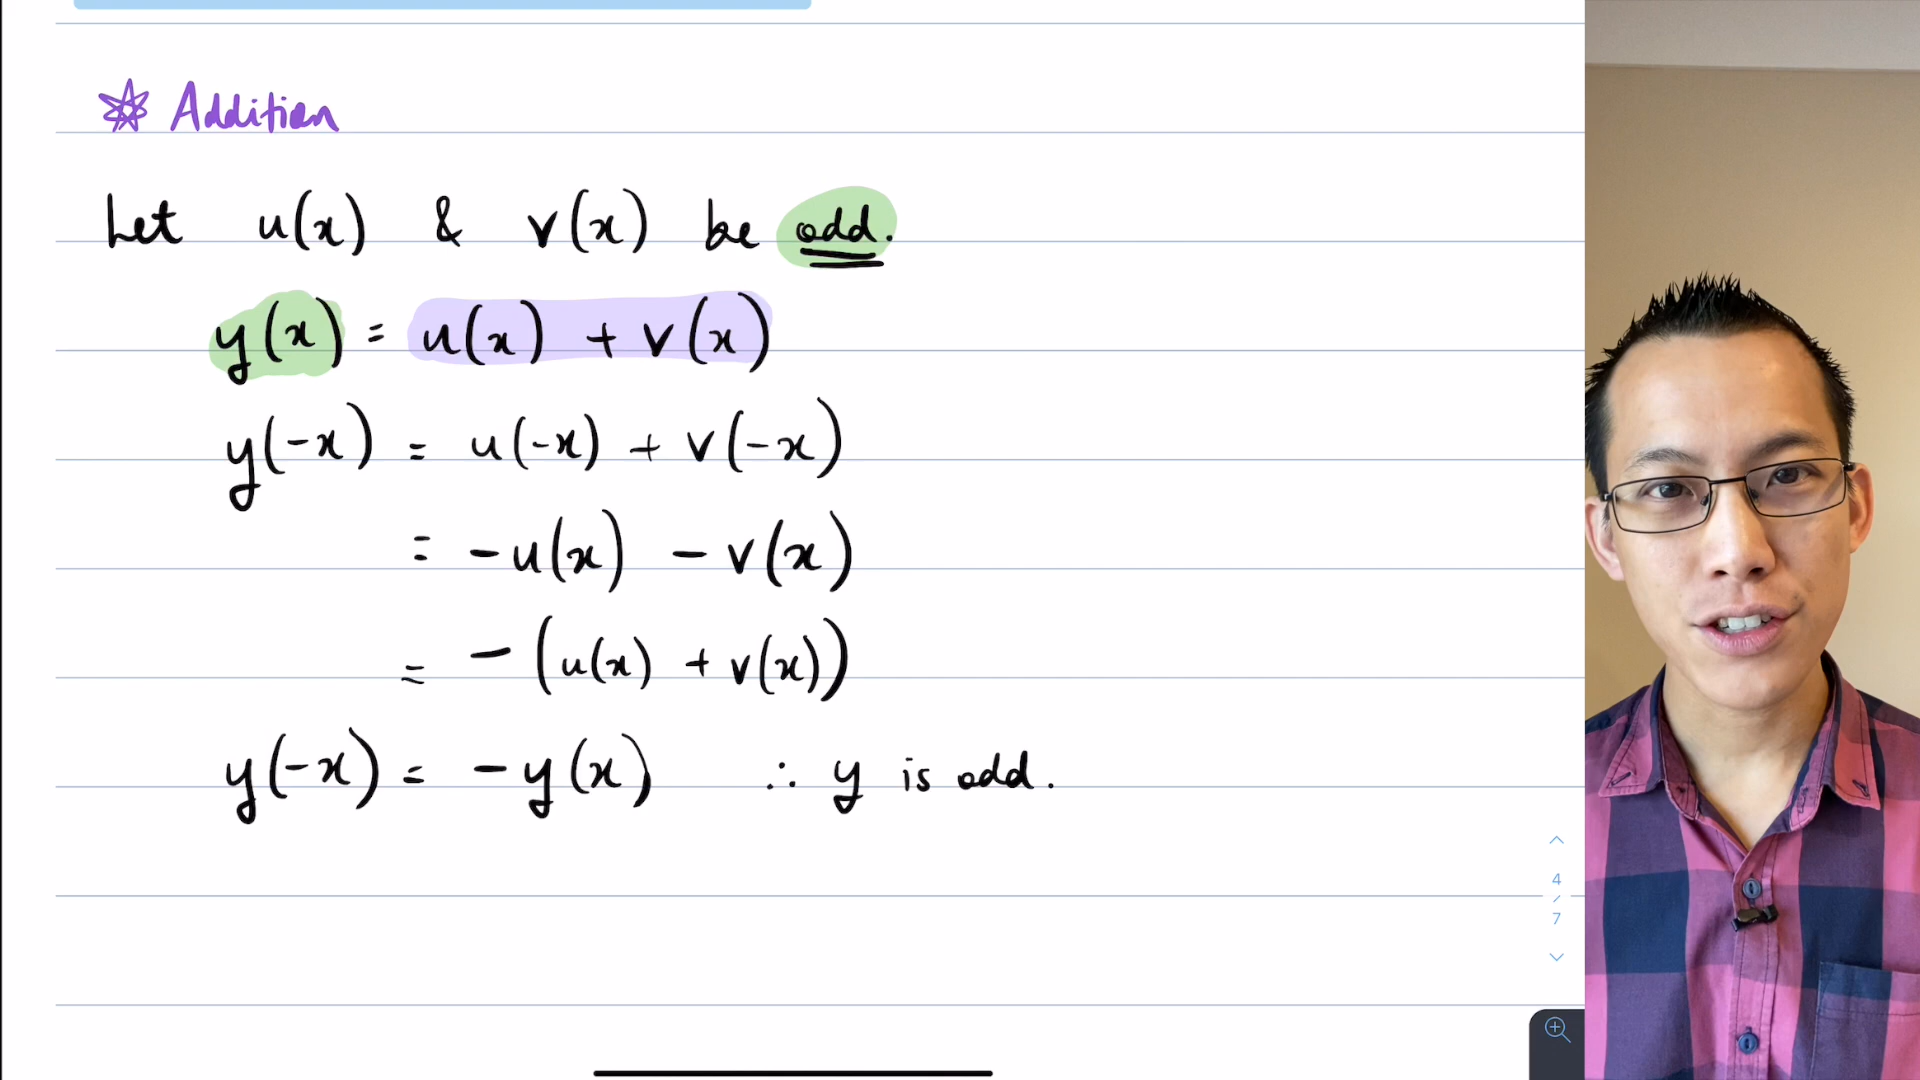 Addition
Let u(x) & v(x) be odd.
y(x) = u(x) + v(x)
y(-x) = u(-x) + v(-x)
= -u(x) - v(x)
= - (u(x) + v(x))
y(-x) = -y(x) ∴ y is odd.
4
/
7